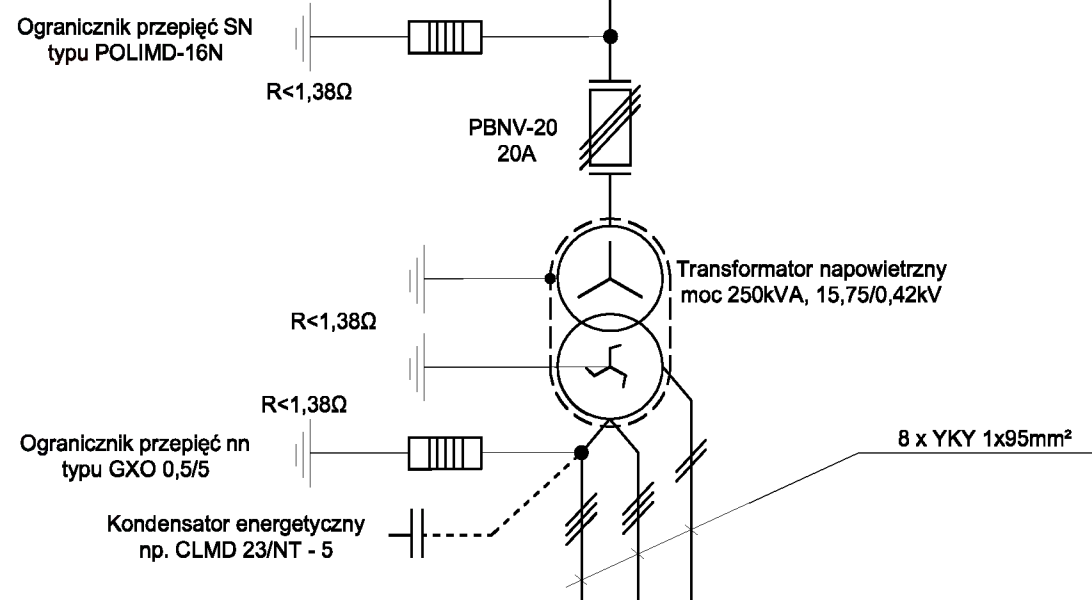 Ogranicznik przepięć SN
typu POLIMD-16N
R<1,38Ω
PBNV-20
20A
Transformator napowietrzny
moc 250kVA, 15,75/0,42kV
R<1,38Ω
R<1,38Ω
Ogranicznik przepięć nn
typu GXO 0,5/5
8 x YKY 1x95mm²
Kondensator energetyczny
np. CLMD 23/NT - 5